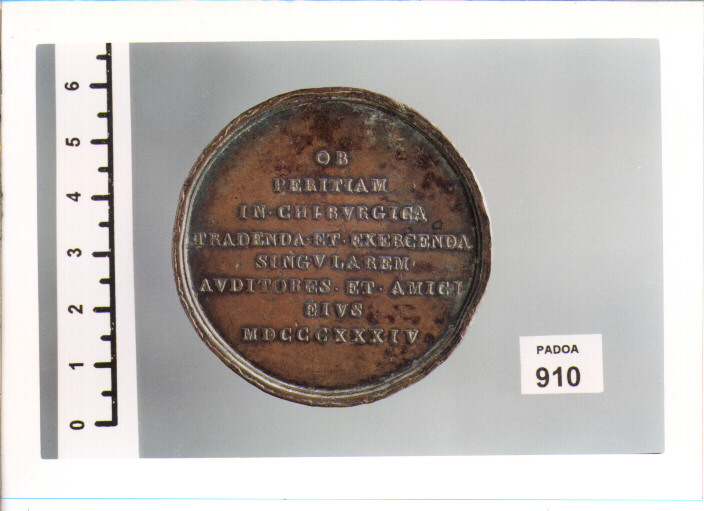 OB
PERITIAM
IN·CHIRVRGICA
TRADENDA·ET·EXERCENDA
SINGVLAREM·
AVDITORES·ET·AMICI
EIVS
MDCCCXXXIV
PADOA
910
0 1 2 3 4 5 6